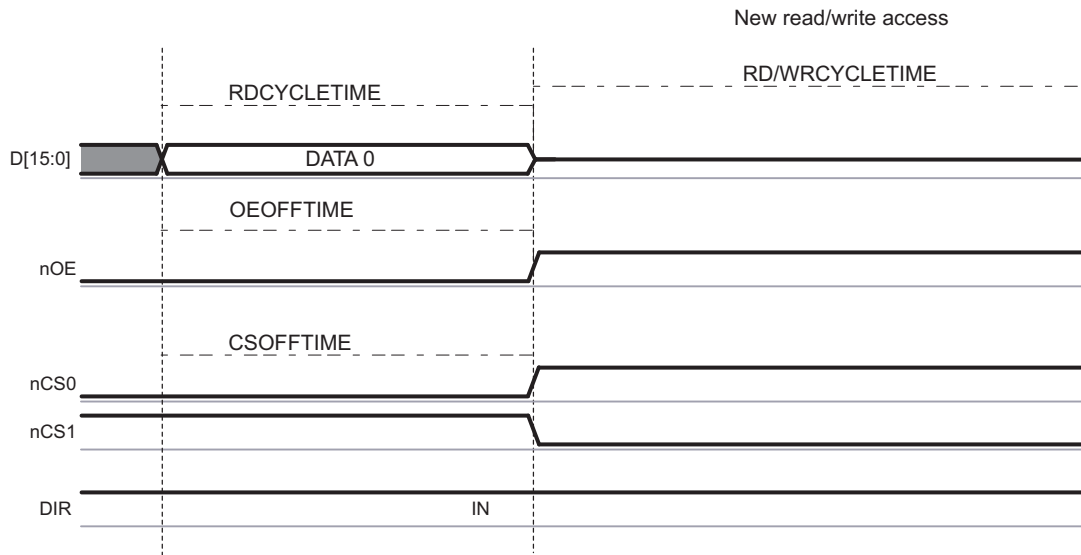 New read/write access
RDCYCLETIME
RD/WRCYCLETIME
D[15:0]
DATA 0
OEOFFTIME
nOE
CSOFFTIME
nCS0
nCS1
DIR
IN